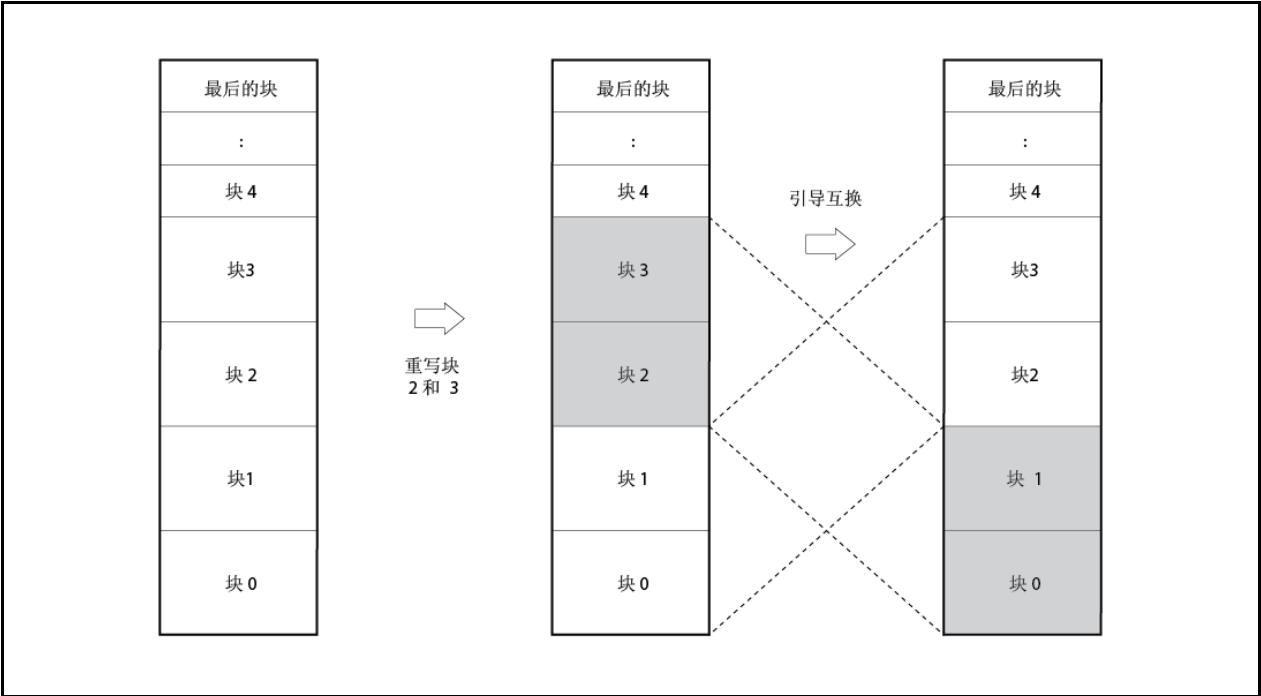 最后的块
:
块 4
块3
块 2
块1
块 0
重写块
2 和 3
最后的块
:
块 4
块 3
块 2
块 1
块 0
引导互换
最后的块
:
块 4
块3
块2
块 1
块 0